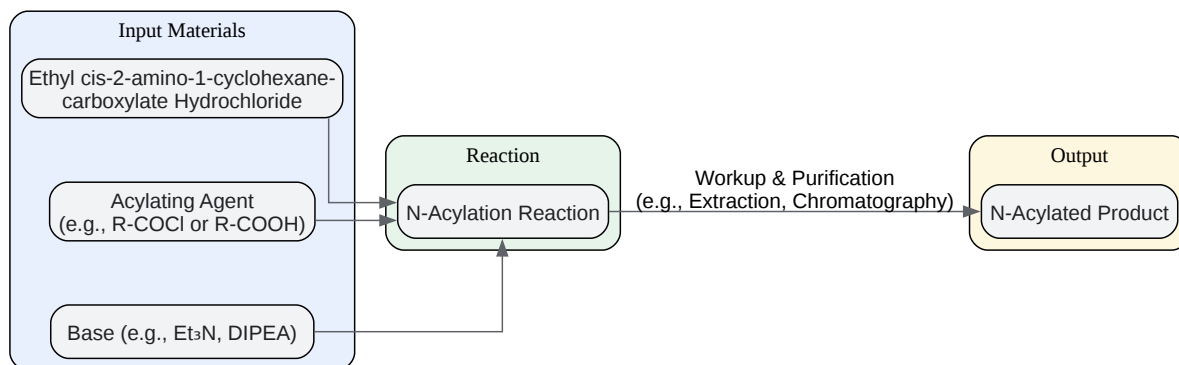 Input Materials
Ethyl cis-2-amino-1-cyclohexane-
carboxylate Hydrochloride
Acylating Agent
(e.g., R-COCl or R-COOH)
Base (e.g., Et₃N, DIPEA)
Reaction
N-Acylation Reaction
Workup & Purification
(e.g., Extraction, Chromatography)
Output
N-Acylated Product